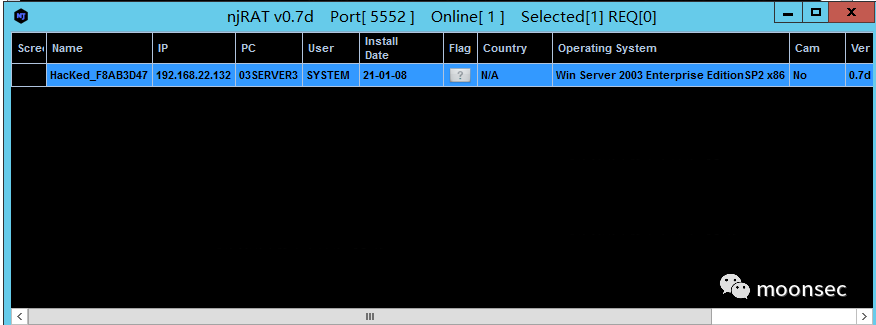 njRAT v0.7d Port[ 5552 ] Online[ 1 ] Selected[1] REQ[0]
Scree Name IP PC User Install Date Flag Country Operating System Cam Ver
HacKed_F8AB3D47 192.168.22.132 03SERVER3 SYSTEM 21-01-08 ? N/A Win Server 2003 Enterprise EditionSP2 x86 No 0.7d
moonsec